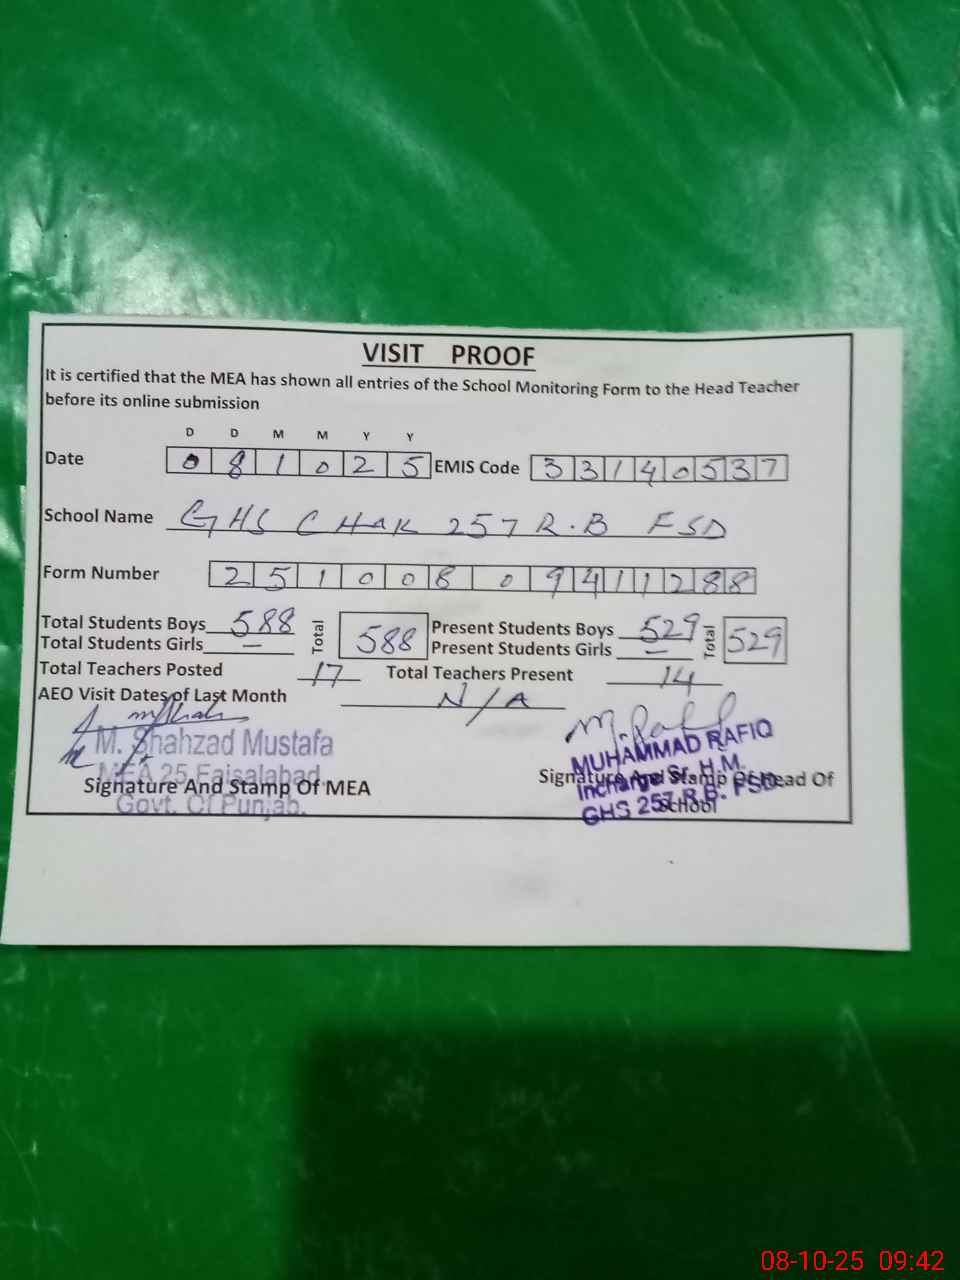 VISIT PROOF
It is certified that the MEA has shown all entries of the School Monitoring Form to the Head Teacher
before its online submission
D D M M Y Y
Date 0 8 1 0 2 5 EMIS Code 3 3 1 4 0 5 3 7
School Name GHS CHAK 257 R.B FSD
Form Number 2 5 1 0 0 8 0 9 4 1 1 2 8 8
Total Students Boys 588 Total 588 Present Students Boys 529 Total 529
Total Students Girls — Present Students Girls —
Total Teachers Posted 17 Total Teachers Present 14
AEO Visit Dates of Last Month N/A
M. Shahzad Mustafa
MEA 25 Faisalabad
Govt. Of Punjab.
Signature And Stamp Of MEA
MUHAMMAD RAFIQ
Incharge Sr. H.M.
GHS 257 R.B. FSD
Signature And Stamp Of Head Of
School
08-10-25 09:42